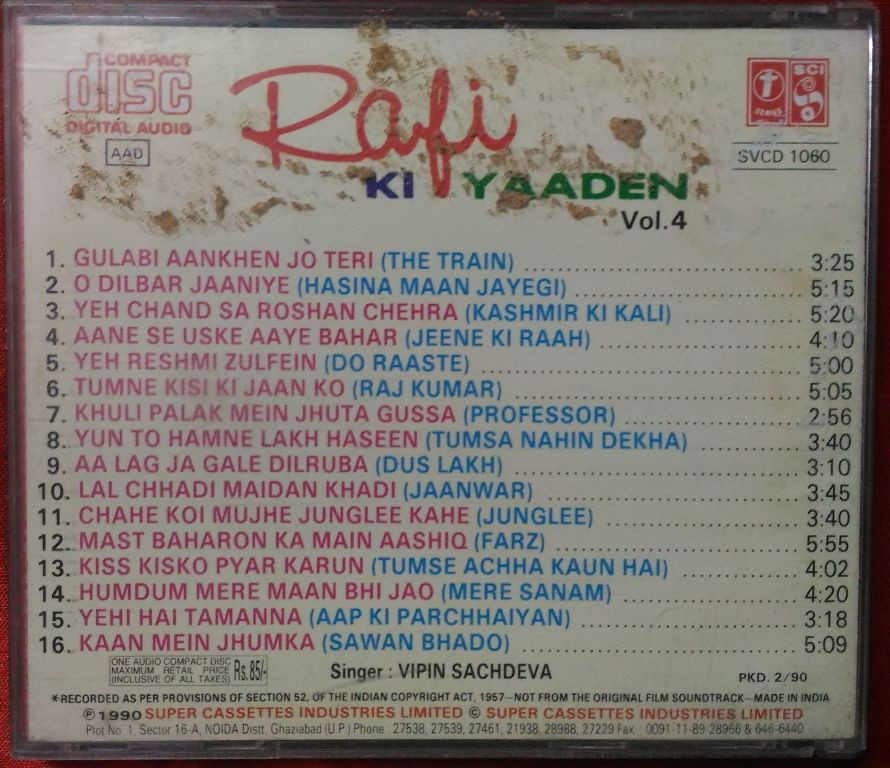 COMPACT
disc
DIGITAL AUDIO
AAD
Rafi
KI YAADEN
Vol.4
T
SERIES
SCI
SVCD 1060
1. GULABI AANKHEN JO TERI (THE TRAIN) 3:25
2. O DILBAR JAANIYE (HASINA MAAN JAYEGI) 5:15
3. YEH CHAND SA ROSHAN CHEHRA (KASHMIR KI KALI) 5:20
4. AANE SE USKE AAYE BAHAR (JEENE KI RAAH) 4:10
5. YEH RESHMI ZULFEIN (DO RAASTE) 5:00
6. TUMNE KISI KI JAAN KO (RAJ KUMAR) 5:05
7. KHULI PALAK MEIN JHUTA GUSSA (PROFESSOR) 2:56
8. YUN TO HAMNE LAKH HASEEN (TUMSA NAHIN DEKHA) 3:40
9. AA LAG JA GALE DILRUBA (DUS LAKH) 3:10
10. LAL CHHADI MAIDAN KHADI (JAANWAR) 3:45
11. CHAHE KOI MUJHE JUNGLEE KAHE (JUNGLEE) 3:40
12. MAST BAHARON KA MAIN AASHIQ (FARZ) 5:55
13. KISS KISKO PYAR KARUN (TUMSE ACHHA KAUN HAI) 4:02
14. HUMDUM MERE MAAN BHI JAO (MERE SANAM) 4:20
15. YEHI HAI TAMANNA (AAP KI PARCHHAIYAN) 3:18
16. KAAN MEIN JHUMKA (SAWAN BHADO) 5:09
ONE AUDIO COMPACT DISC
MAXIMUM RETAIL PRICE Rs.85/-
(INCLUSIVE OF ALL TAXES)
Singer : VIPIN SACHDEVA
PKD. 2/90
*RECORDED AS PER PROVISIONS OF SECTION 52, OF THE INDIAN COPYRIGHT ACT, 1957—NOT FROM THE ORIGINAL FILM SOUNDTRACK—MADE IN INDIA
℗ 1990 SUPER CASSETTES INDUSTRIES LIMITED © SUPER CASSETTES INDUSTRIES LIMITED
Plot No 1, Sector 16-A, NOIDA Distt. Ghaziabad (U P) Phone 27538, 27539, 27461, 21938, 28988, 27229 Fax 0091-11-89-28966 & 646-6440